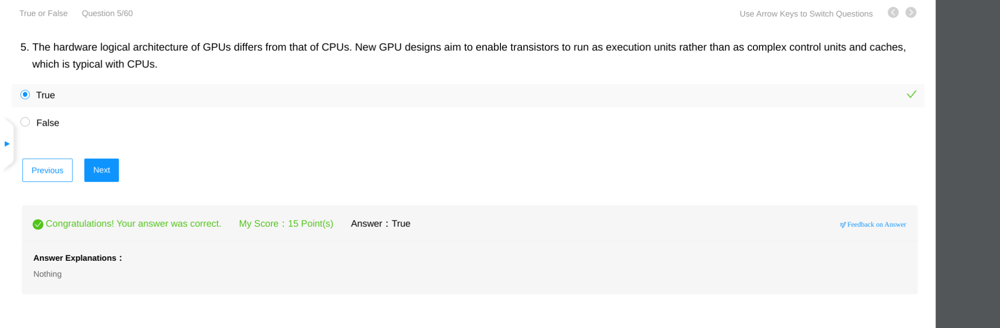 True or False Question 5/60 Use Arrow Keys to Switch Questions
5. The hardware logical architecture of GPUs differs from that of CPUs. New GPU designs aim to enable transistors to run as execution units rather than as complex control units and caches,
which is typical with CPUs.
True
False
Previous Next
Congratulations! Your answer was correct. My Score：15 Point(s) Answer：True Feedback on Answer
Answer Explanations：
Nothing